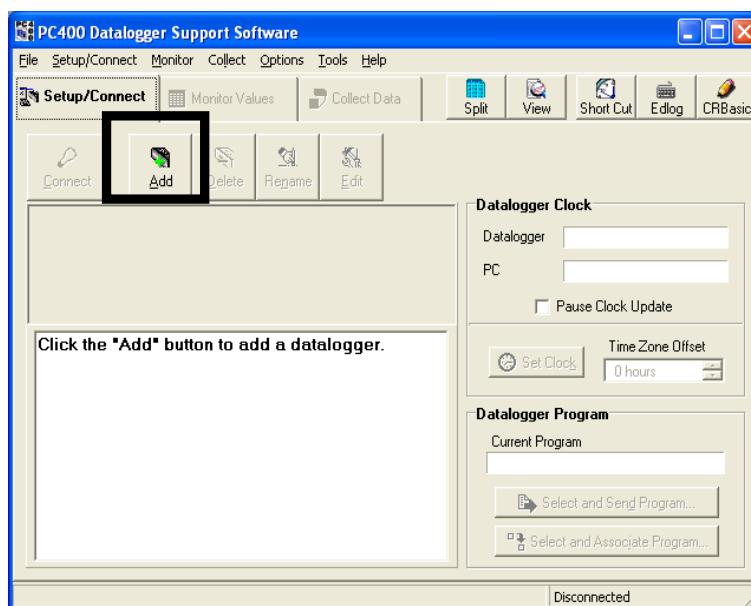 PC400 Datalogger Support Software
File Setup/Connect Monitor Collect Options Tools Help
Setup/Connect Monitor Values Collect Data Split View Short Cut Edlog CRBasic
Connect Add Delete Rename Edit
Datalogger Clock
Datalogger
PC
Pause Clock Update
Click the "Add" button to add a datalogger.
Time Zone Offset
Set Clock 0 hours
Datalogger Program
Current Program
Select and Send Program...
Select and Associate Program...
Disconnected